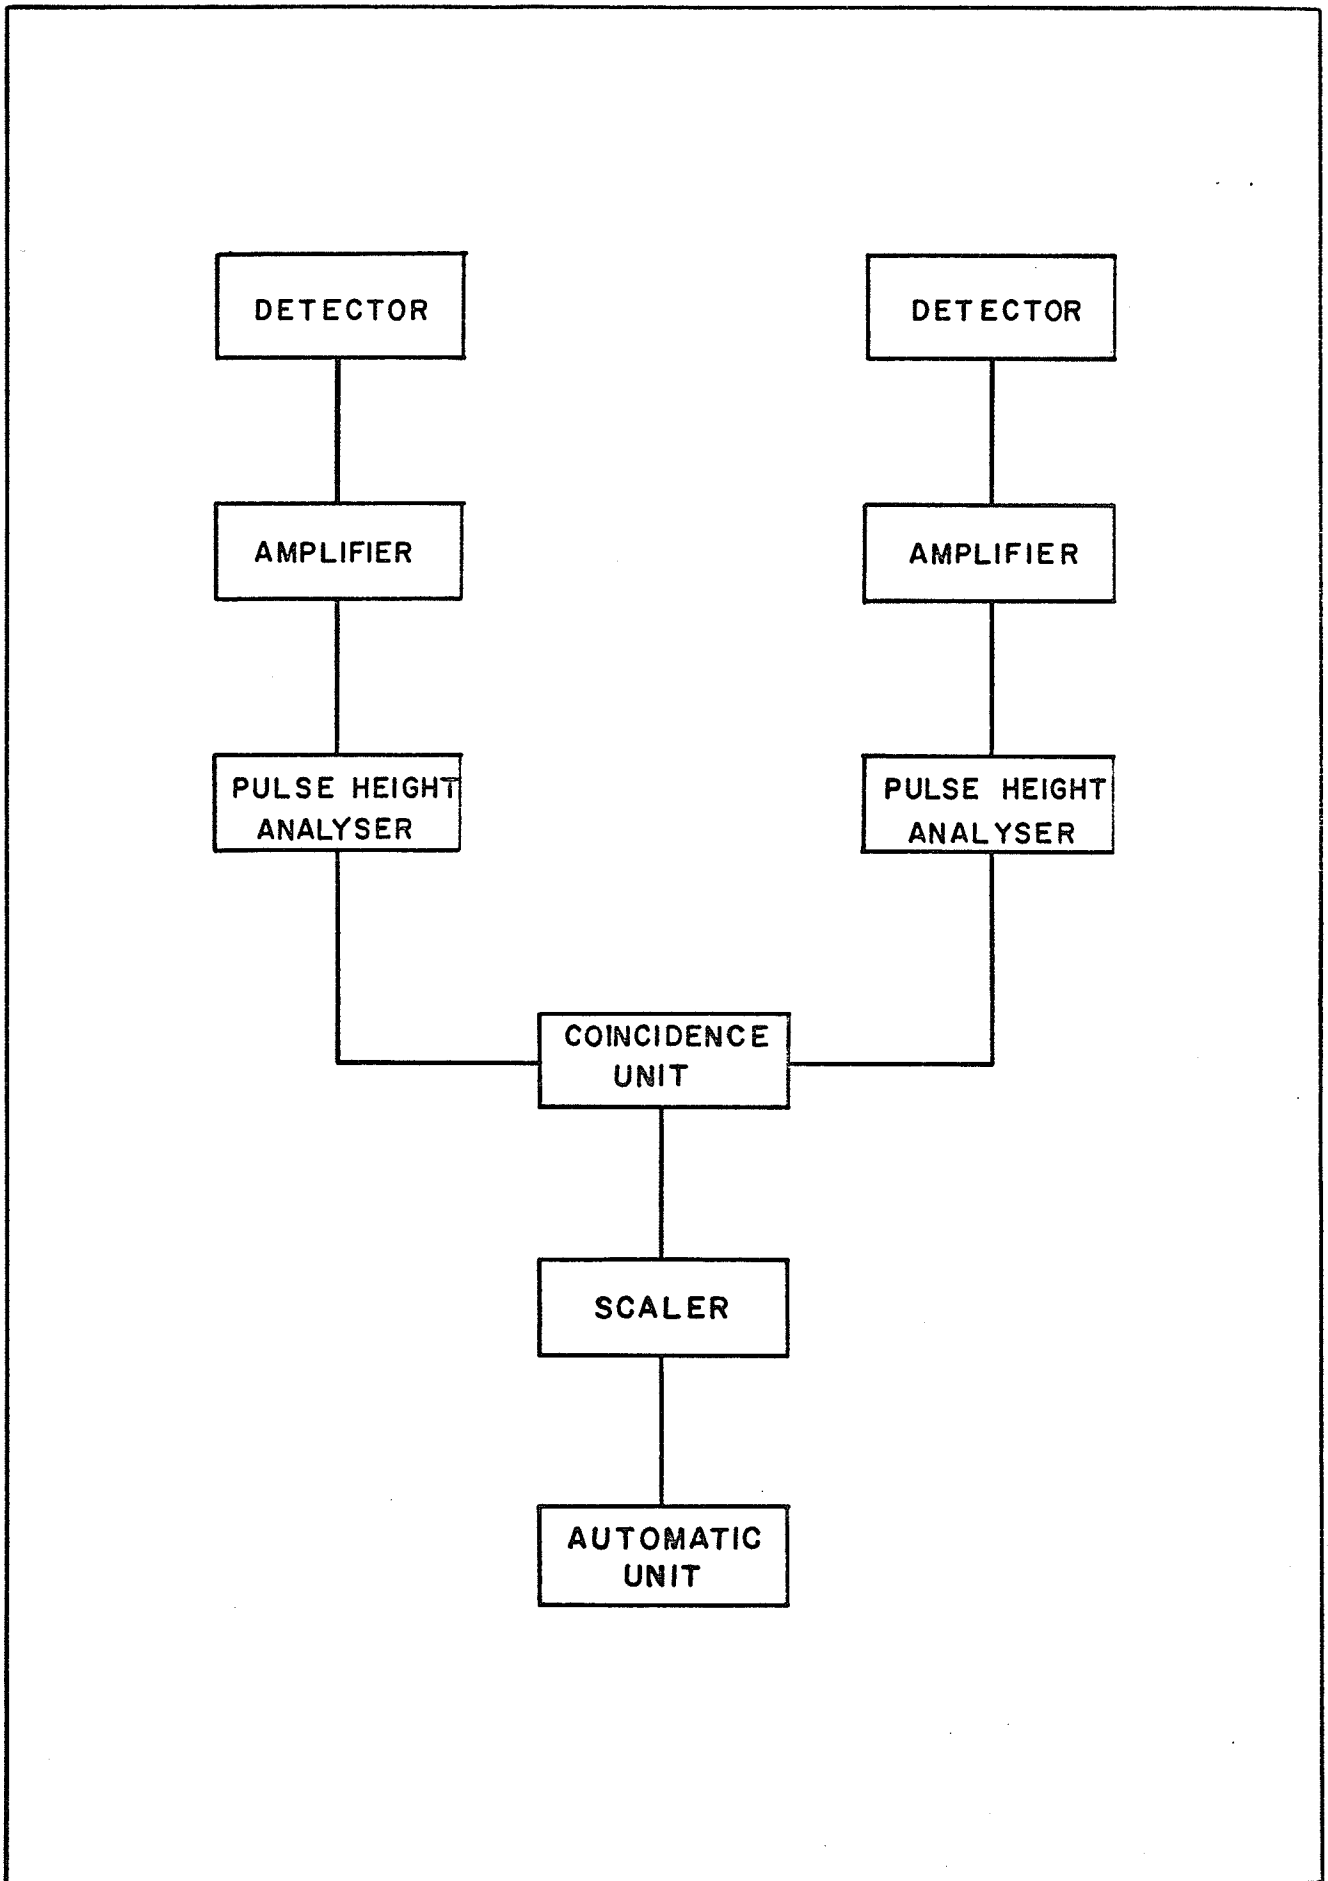 DETECTOR
DETECTOR
AMPLIFIER
AMPLIFIER
PULSE HEIGHT
ANALYSER
PULSE HEIGHT
ANALYSER
COINCIDENCE
UNIT
SCALER
AUTOMATIC
UNIT